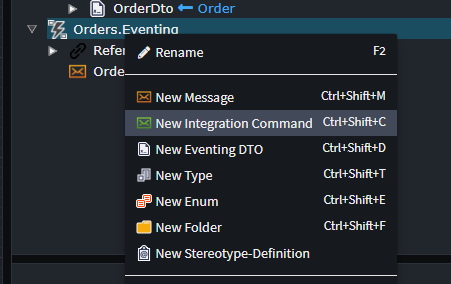 OrderDto Order
Orders.Eventing
Refer
Orde
Rename F2
New Message Ctrl+Shift+M
New Integration Command Ctrl+Shift+C
New Eventing DTO Ctrl+Shift+D
New Type Ctrl+Shift+T
New Enum Ctrl+Shift+E
New Folder Ctrl+Shift+F
New Stereotype-Definition